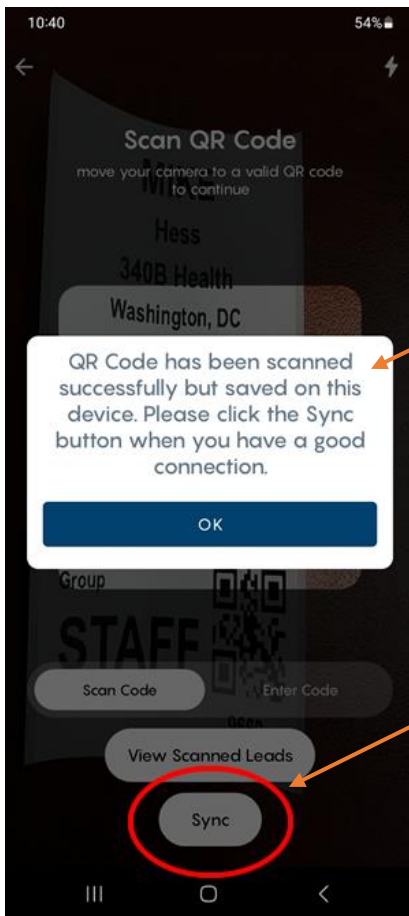 10:40 54%
Scan QR Code
move your camera to a valid QR code
to continue
MIKE
Hess
340B Health
Washington, DC
QR Code has been scanned
successfully but saved on this
device. Please click the Sync
button when you have a good
connection.
OK
Group
STAFF
Scan Code Enter Code
View Scanned Leads
Sync